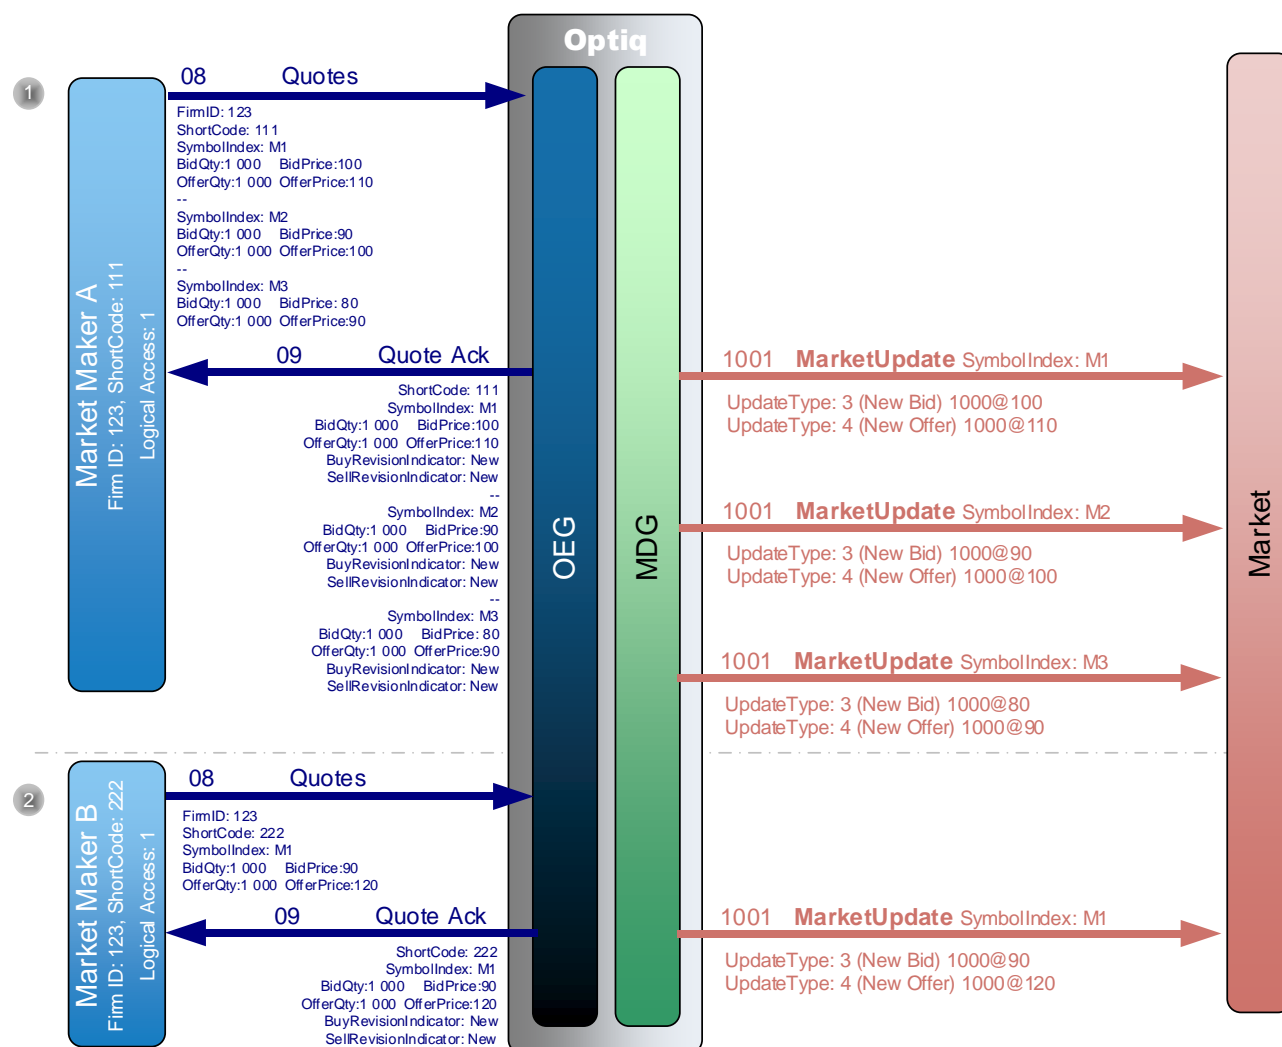 Optiq
1
08 Quotes
FirmID: 123
ShortCode: 111
SymbolIndex: M1
BidQty:1 000 BidPrice:100
OfferQty:1 000 OfferPrice:110
--
SymbolIndex: M2
BidQty:1 000 BidPrice:90
OfferQty:1 000 OfferPrice:100
--
SymbolIndex: M3
BidQty:1 000 BidPrice: 80
OfferQty:1 000 OfferPrice:90
Market Maker A
Firm ID: 123, ShortCode: 111
Logical Access: 1
09 Quote Ack
ShortCode: 111
SymbolIndex: M1
BidQty:1 000 BidPrice:100
OfferQty:1 000 OfferPrice:110
BuyRevisionIndicator: New
SellRevisionIndicator: New
--
SymbolIndex: M2
BidQty:1 000 BidPrice:90
OfferQty:1 000 OfferPrice:100
BuyRevisionIndicator: New
SellRevisionIndicator: New
--
SymbolIndex: M3
BidQty:1 000 BidPrice: 80
OfferQty:1 000 OfferPrice:90
BuyRevisionIndicator: New
SellRevisionIndicator: New
OEG
MDG
1001 MarketUpdate SymbolIndex: M1
UpdateType: 3 (New Bid) 1000@100
UpdateType: 4 (New Offer) 1000@110
1001 MarketUpdate SymbolIndex: M2
UpdateType: 3 (New Bid) 1000@90
UpdateType: 4 (New Offer) 1000@100
1001 MarketUpdate SymbolIndex: M3
UpdateType: 3 (New Bid) 1000@80
UpdateType: 4 (New Offer) 1000@90
Market
2
Market Maker B
Firm ID: 123, ShortCode: 222
Logical Access: 1
08 Quotes
FirmID: 123
ShortCode: 222
SymbolIndex: M1
BidQty:1 000 BidPrice:90
OfferQty:1 000 OfferPrice:120
09 Quote Ack
ShortCode: 222
SymbolIndex: M1
BidQty:1 000 BidPrice:90
OfferQty:1 000 OfferPrice:120
BuyRevisionIndicator: New
SellRevisionIndicator: New
1001 MarketUpdate SymbolIndex: M1
UpdateType: 3 (New Bid) 1000@90
UpdateType: 4 (New Offer) 1000@120